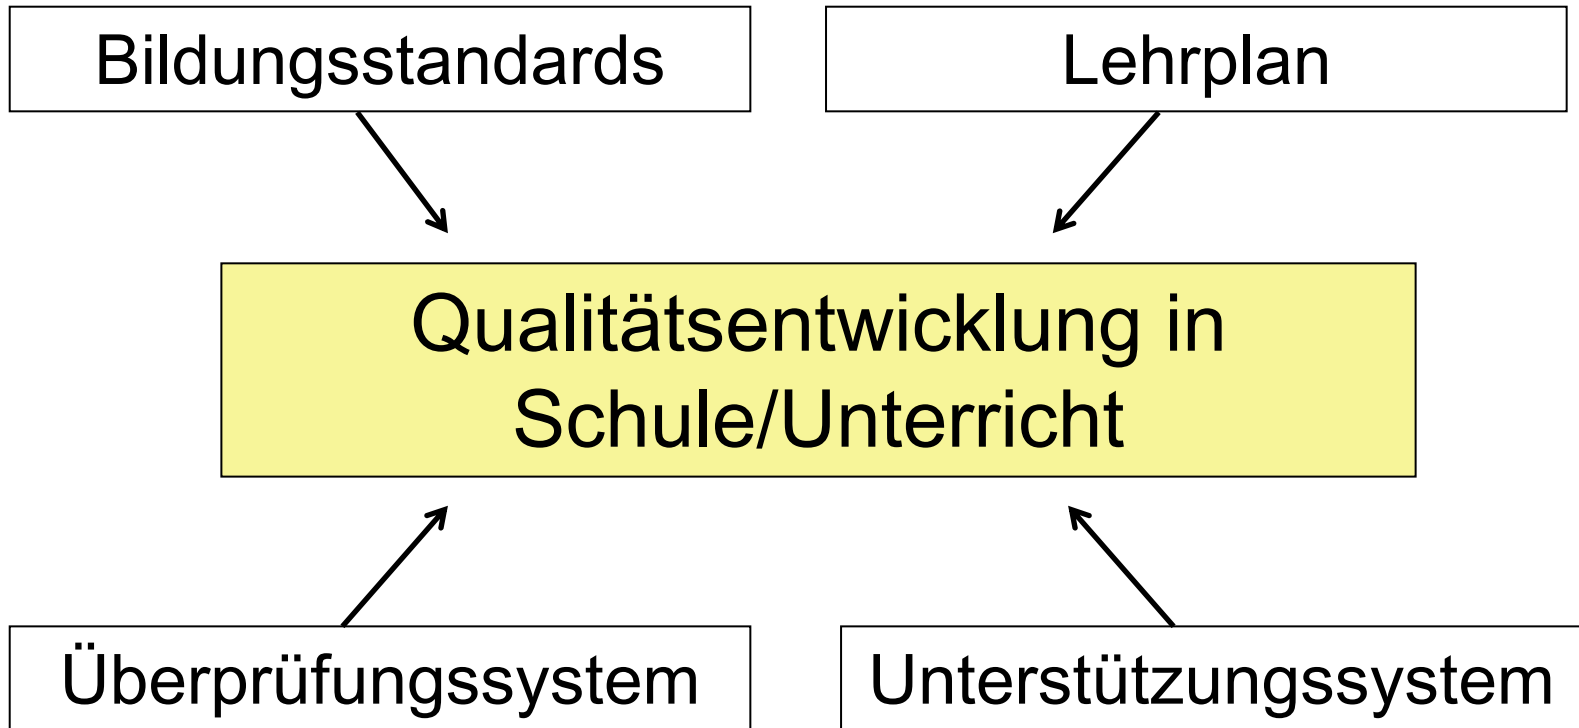 Bildungsstandards
Lehrplan
Qualitätsentwicklung in
Schule/Unterricht
Überprüfungssystem
Unterstützungssystem